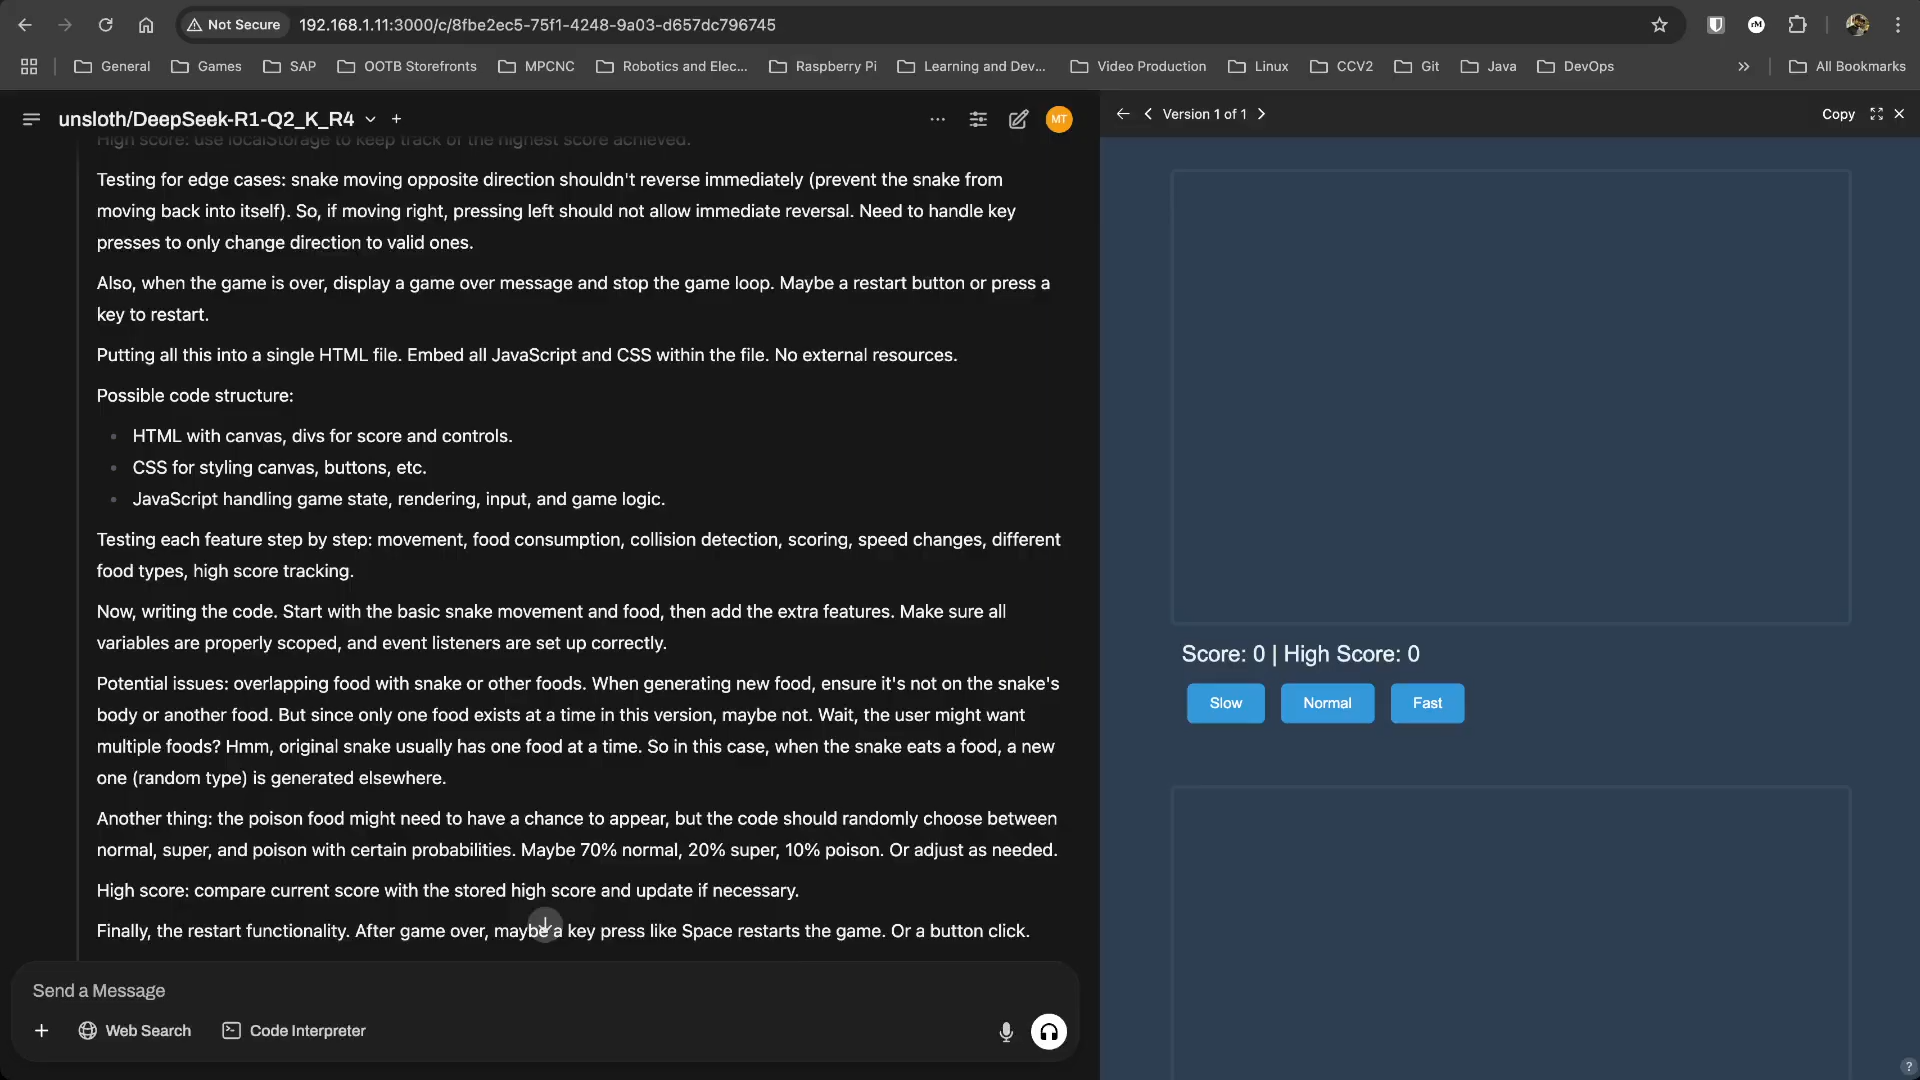 Not Secure
192.168.1.11:3000/c/8fbe2ec5-75f1-4248-9a03-d657dc796745
rM
General
Games
SAP
OOTB Storefronts
MPCNC
Robotics and Elec...
Raspberry Pi
Learning and Dev...
Video Production
Linux
CCV2
Git
Java
DevOps
All Bookmarks
unsloth/DeepSeek-R1-Q2_K_R4
MT
High score: use localStorage to keep track of the highest score achieved.
Testing for edge cases: snake moving opposite direction shouldn't reverse immediately (prevent the snake from
moving back into itself). So, if moving right, pressing left should not allow immediate reversal. Need to handle key
presses to only change direction to valid ones.
Also, when the game is over, display a game over message and stop the game loop. Maybe a restart button or press a
key to restart.
Putting all this into a single HTML file. Embed all JavaScript and CSS within the file. No external resources.
Possible code structure:
HTML with canvas, divs for score and controls.
CSS for styling canvas, buttons, etc.
JavaScript handling game state, rendering, input, and game logic.
Testing each feature step by step: movement, food consumption, collision detection, scoring, speed changes, different
food types, high score tracking.
Now, writing the code. Start with the basic snake movement and food, then add the extra features. Make sure all
variables are properly scoped, and event listeners are set up correctly.
Potential issues: overlapping food with snake or other foods. When generating new food, ensure it's not on the snake's
body or another food. But since only one food exists at a time in this version, maybe not. Wait, the user might want
multiple foods? Hmm, original snake usually has one food at a time. So in this case, when the snake eats a food, a new
one (random type) is generated elsewhere.
Another thing: the poison food might need to have a chance to appear, but the code should randomly choose between
normal, super, and poison with certain probabilities. Maybe 70% normal, 20% super, 10% poison. Or adjust as needed.
High score: compare current score with the stored high score and update if necessary.
Finally, the restart functionality. After game over, maybe a key press like Space restarts the game. Or a button click.
Send a Message
Web Search
Code Interpreter
Version 1 of 1
Copy
Score: 0 | High Score: 0
Slow
Normal
Fast
?